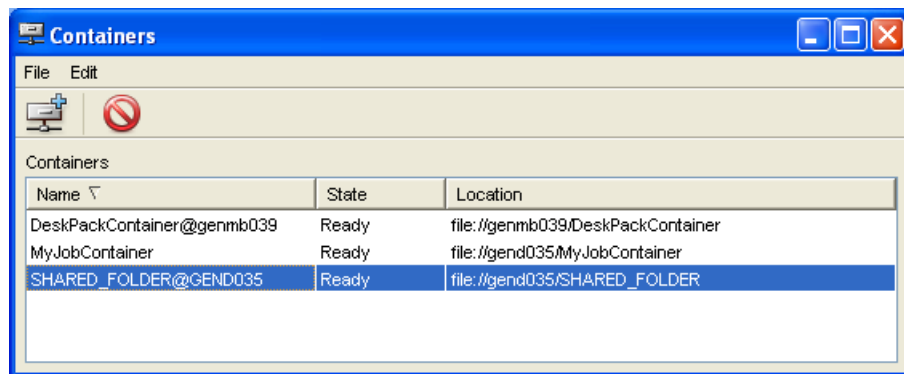 Containers
File Edit
Containers
Name State Location
DeskPackContainer@genmb039 Ready file://genmb039/DeskPackContainer
MyJobContainer Ready file://gend035/MyJobContainer
SHARED_FOLDER@GEND035 Ready file://gend035/SHARED_FOLDER